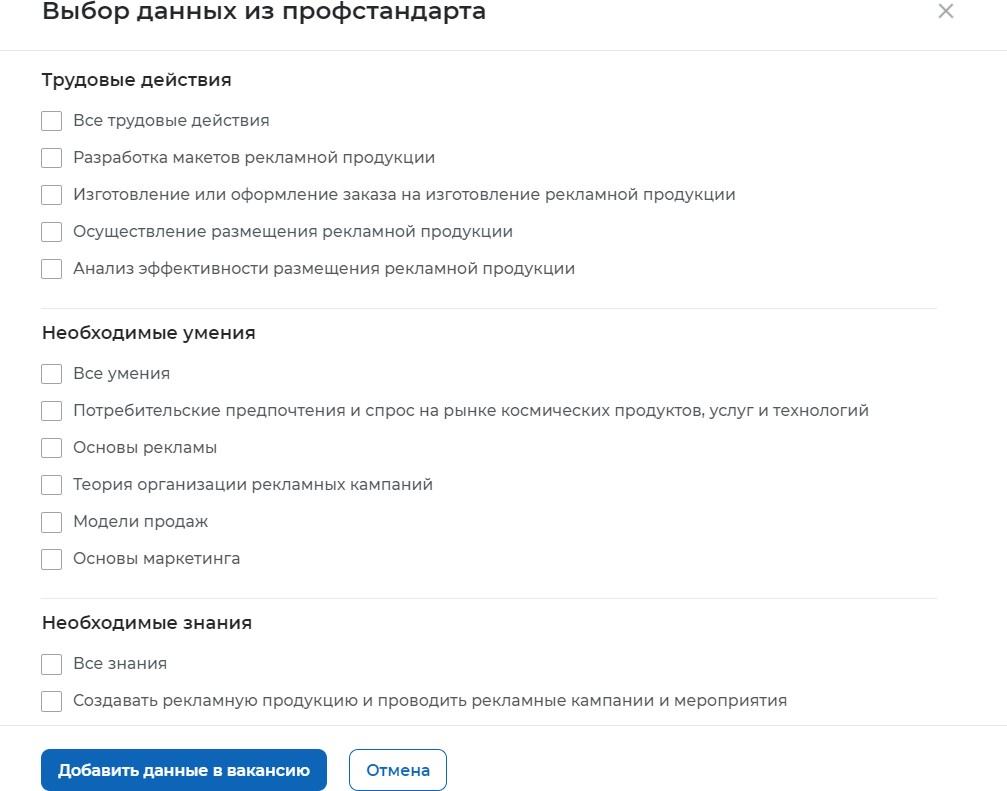 Выбор данных из профстандарта
Трудовые действия
Все трудовые действия
Разработка макетов рекламной продукции
Изготовление или оформление заказа на изготовление рекламной продукции
Осуществление размещения рекламной продукции
Анализ эффективности размещения рекламной продукции
Необходимые умения
Все умения
Потребительские предпочтения и спрос на рынке космических продуктов, услуг и технологий
Основы рекламы
Теория организации рекламных кампаний
Модели продаж
Основы маркетинга
Необходимые знания
Все знания
Создавать рекламную продукцию и проводить рекламные кампании и мероприятия
Добавить данные в вакансию
Отмена